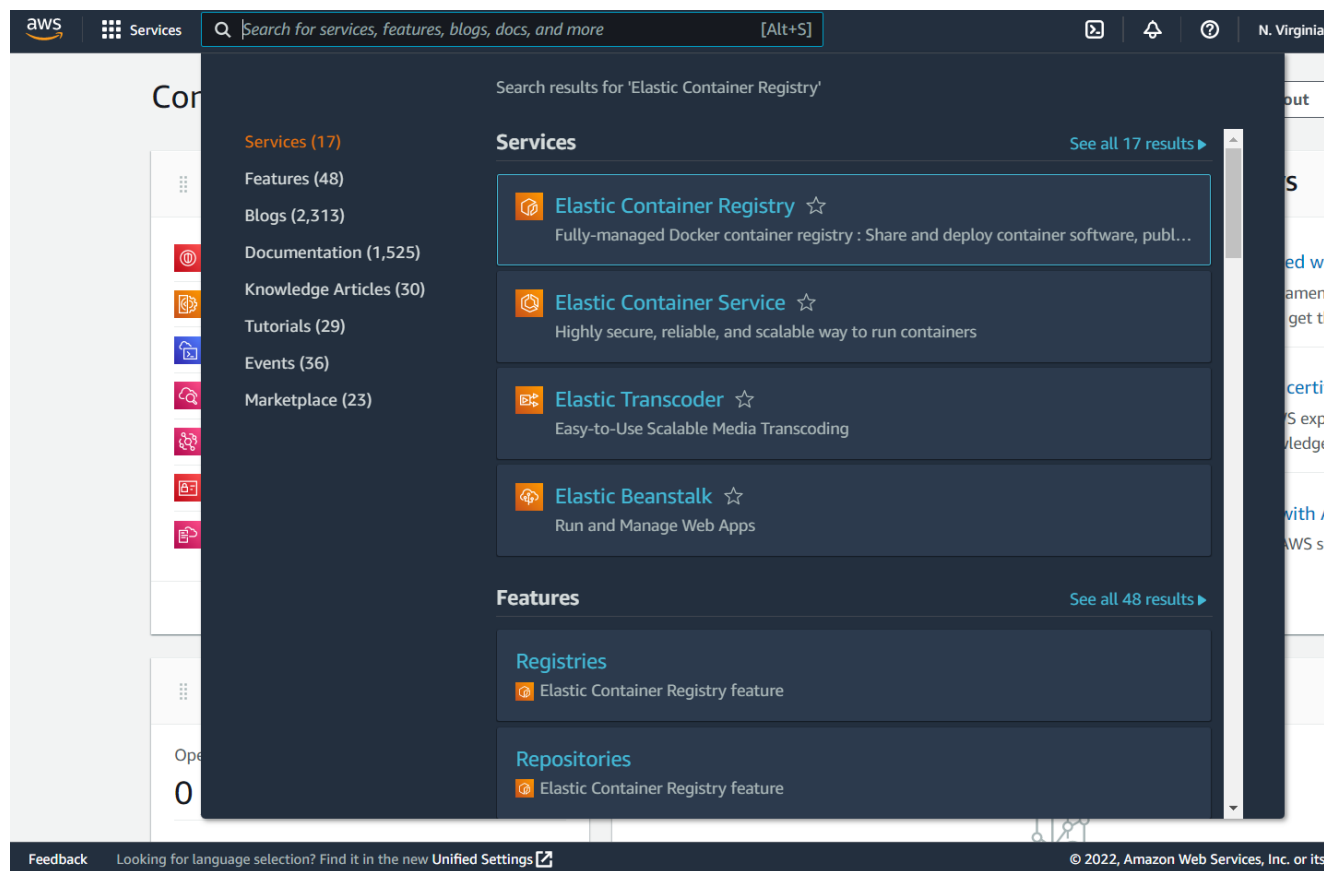 aws
Services
Search for services, features, blogs, docs, and more
[Alt+S]
N. Virginia
Search results for 'Elastic Container Registry'
Services (17)
Features (48)
Blogs (2,313)
Documentation (1,525)
Knowledge Articles (30)
Tutorials (29)
Events (36)
Marketplace (23)
Services
See all 17 results
Elastic Container Registry
Fully-managed Docker container registry : Share and deploy container software, publ...
Elastic Container Service
Highly secure, reliable, and scalable way to run containers
Elastic Transcoder
Easy-to-Use Scalable Media Transcoding
Elastic Beanstalk
Run and Manage Web Apps
Features
See all 48 results
Registries
Elastic Container Registry feature
Repositories
Elastic Container Registry feature
0
Feedback
Looking for language selection? Find it in the new Unified Settings
© 2022, Amazon Web Services, Inc. or its